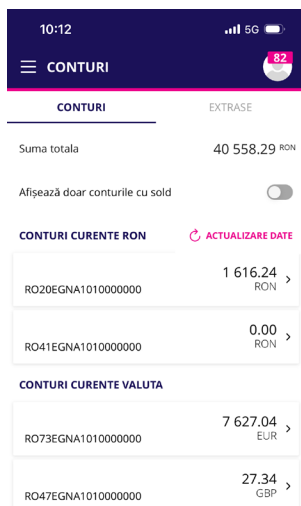 10:12
5G
CONTURI
82
CONTURI
EXTRASE
Suma totala
40 558.29 RON
Afișează doar conturile cu sold
CONTURI CURENTE RON
ACTUALIZARE DATE
1 616.24
RON
RO20EGNA1010000000
0.00
RON
RO41EGNA1010000000
CONTURI CURENTE VALUTA
7 627.04
EUR
RO73EGNA1010000000
27.34
GBP
RO47EGNA1010000000